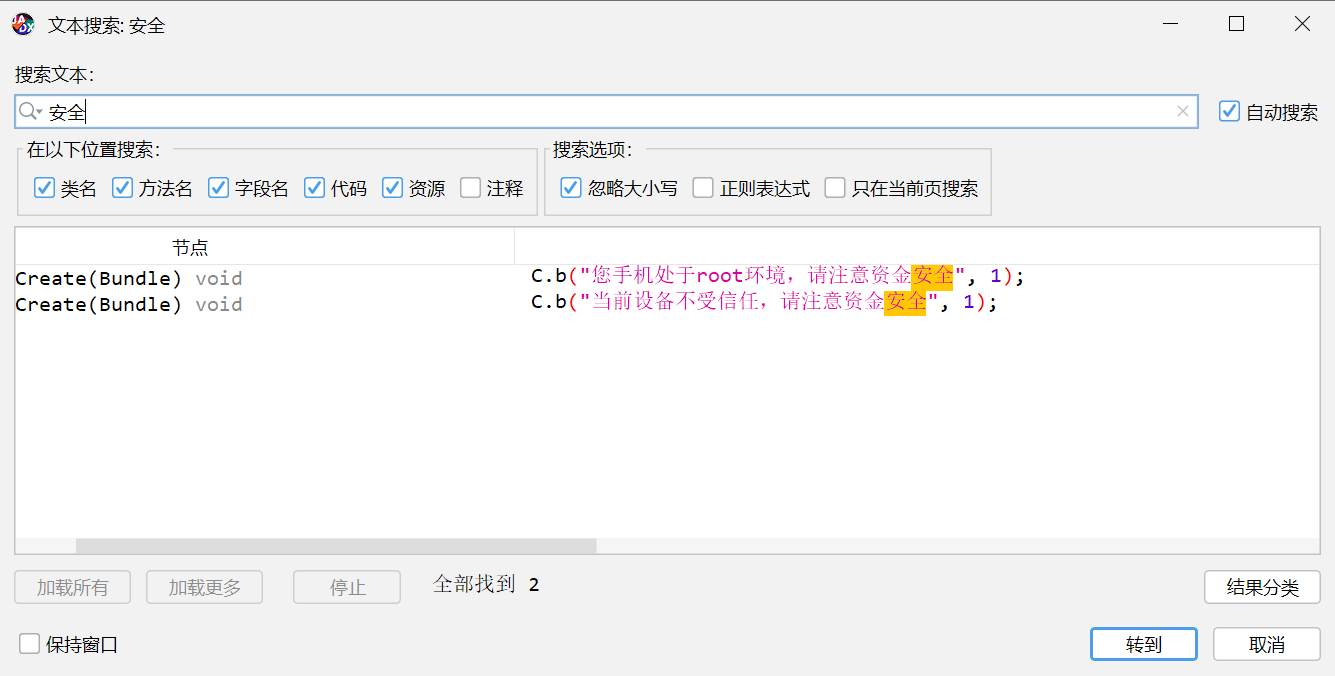 文本搜索: 安全
搜索文本:
安全
自动搜索
在以下位置搜索:
搜索选项:
类名 方法名 字段名 代码 资源 注释
忽略大小写 正则表达式 只在当前页搜索
节点
Create(Bundle) void C.b("您手机处于root环境，请注意资金安全", 1);
Create(Bundle) void C.b("当前设备不受信任，请注意资金安全", 1);
加载所有 加载更多 停止 全部找到 2 结果分类
保持窗口 转到 取消